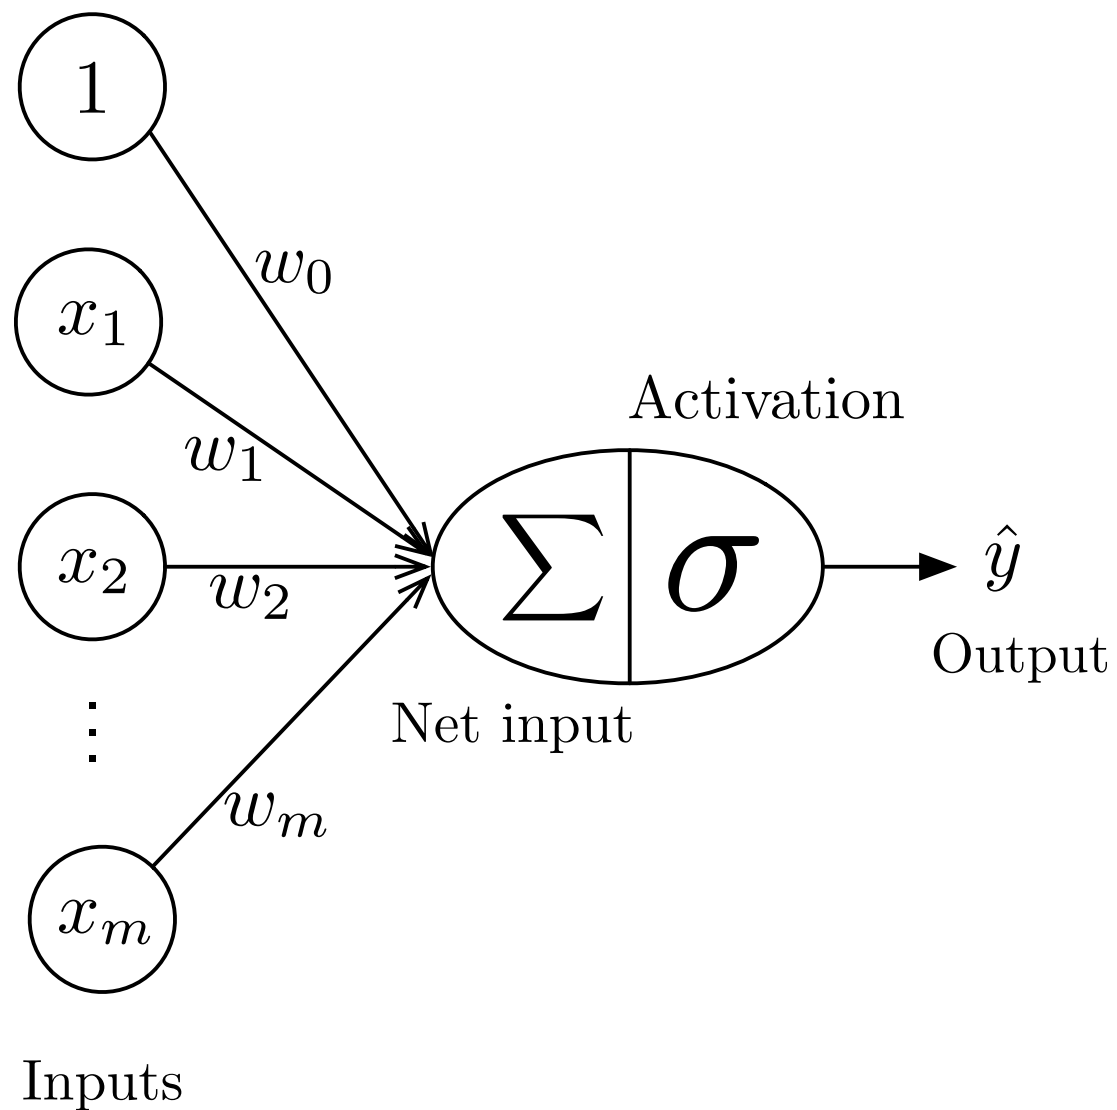 1
w₀
x₁
Activation
w₁
∑ σ
x₂
w₂
ŷ
Output
Net input
⋮
wₘ
xₘ
Inputs